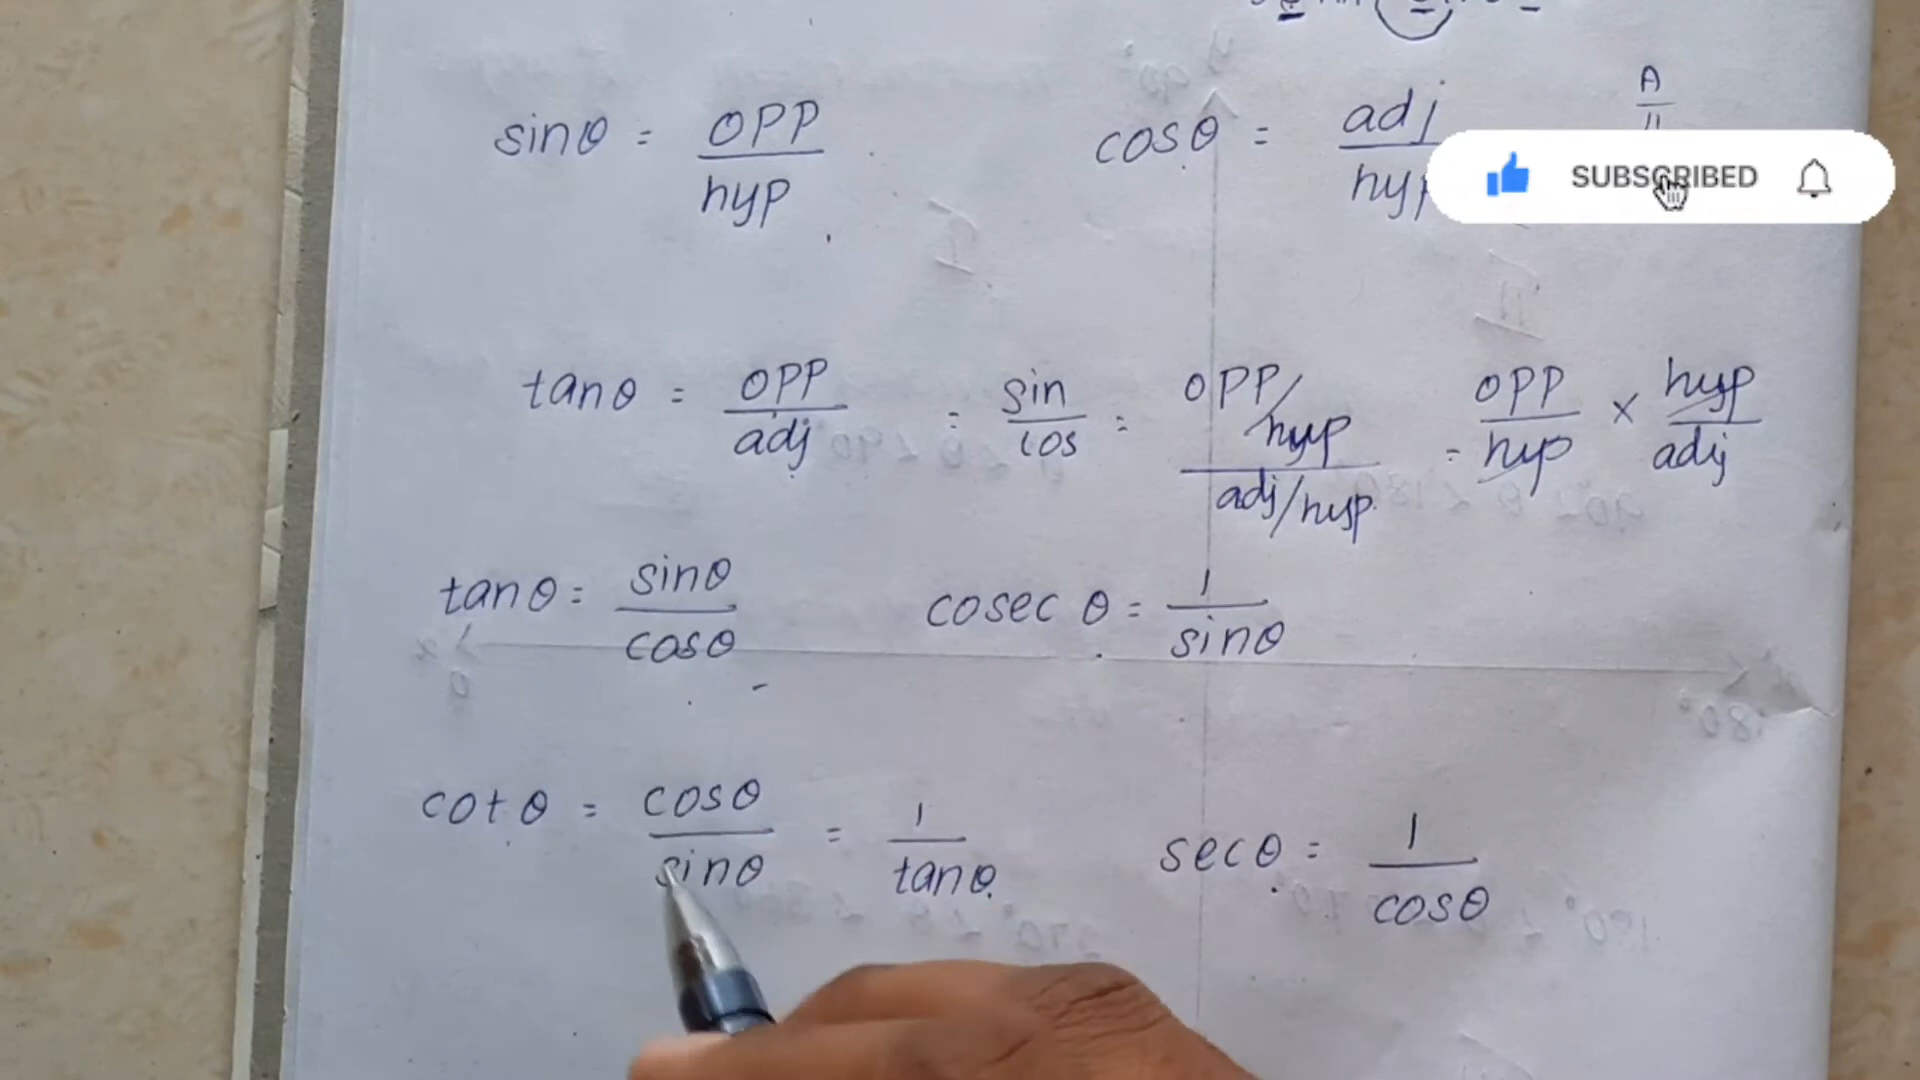 sinθ = opp/hyp cosθ = adj/hyp A
SUBSCRIBED
tanθ = opp/adj = sin/cos = opp/hyp / adj/hyp = opp/hyp × hyp/adj
tanθ = sinθ/cosθ cosec θ = 1/sinθ
cotθ = cosθ/sinθ = 1/tanθ. secθ = 1/cosθ